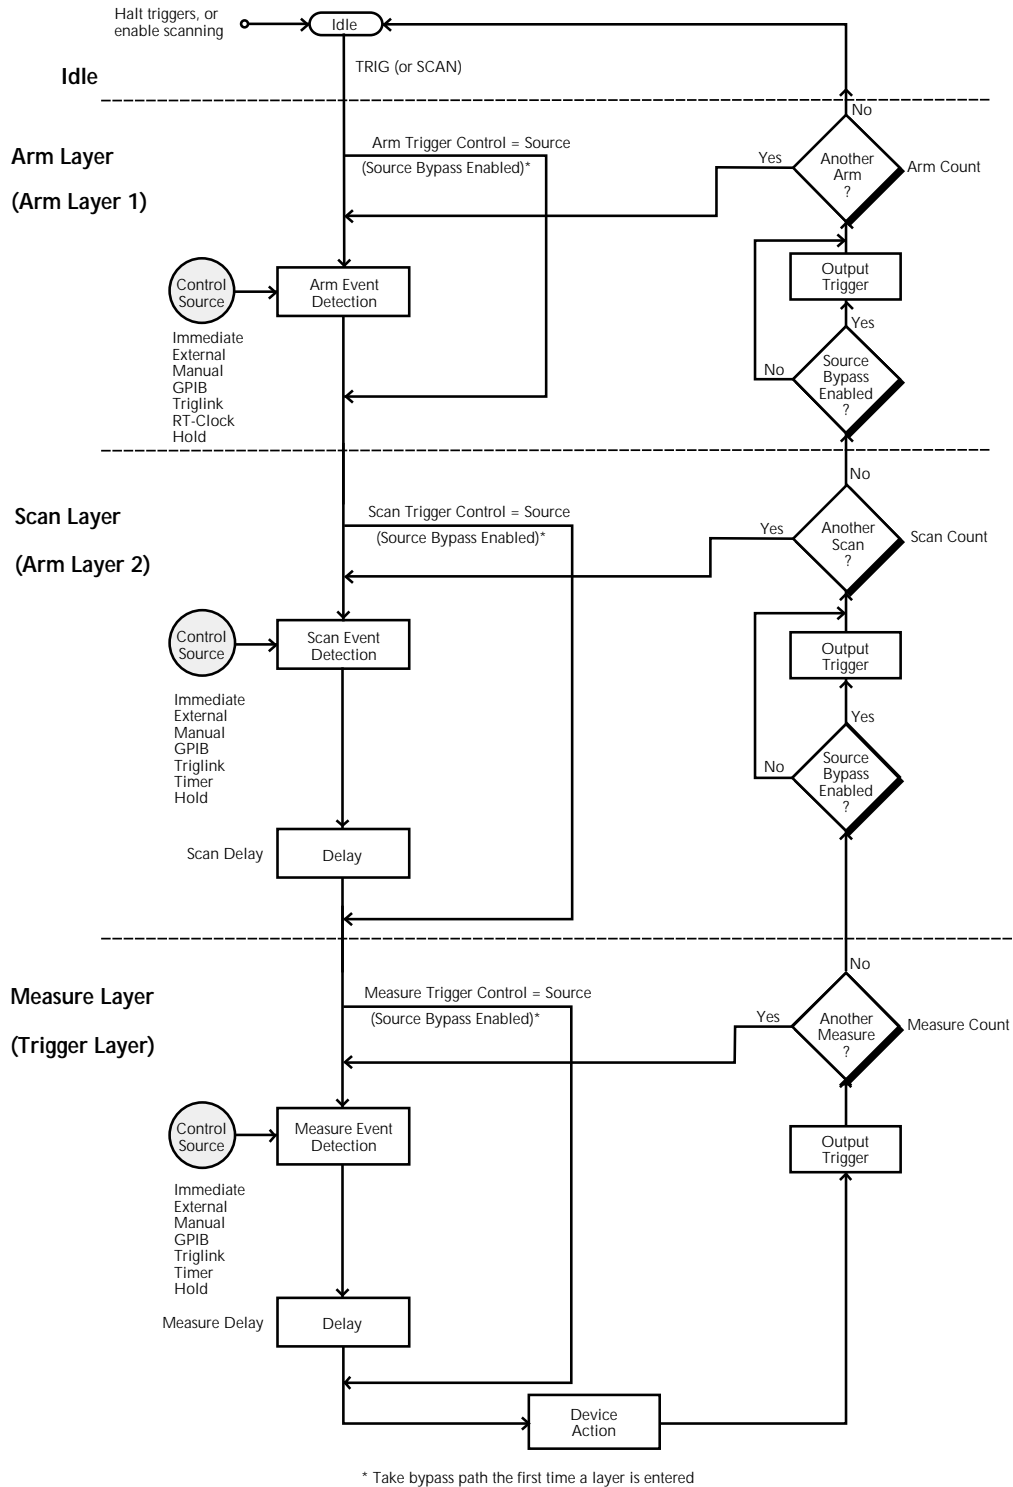 Halt triggers, or
enable scanning
Idle
TRIG (or SCAN)
Idle
No
Arm Layer
(Arm Layer 1)
Arm Trigger Control = Source
(Source Bypass Enabled)*
Yes
Another
Arm
?
Arm Count
Control
Source
Arm Event
Detection
Output
Trigger
Immediate
External
Manual
GPIB
Triglink
RT-Clock
Hold
Yes
No
Source
Bypass
Enabled
?
No
Scan Layer
(Arm Layer 2)
Scan Trigger Control = Source
(Source Bypass Enabled)*
Yes
Another
Scan
?
Scan Count
Control
Source
Scan Event
Detection
Output
Trigger
Immediate
External
Manual
GPIB
Triglink
Timer
Hold
Yes
No
Source
Bypass
Enabled
?
Scan Delay
Delay
No
Measure Layer
(Trigger Layer)
Measure Trigger Control = Source
(Source Bypass Enabled)*
Yes
Another
Measure
?
Measure Count
Control
Source
Measure Event
Detection
Output
Trigger
Immediate
External
Manual
GPIB
Triglink
Timer
Hold
Measure Delay
Delay
Device
Action
* Take bypass path the first time a layer is entered